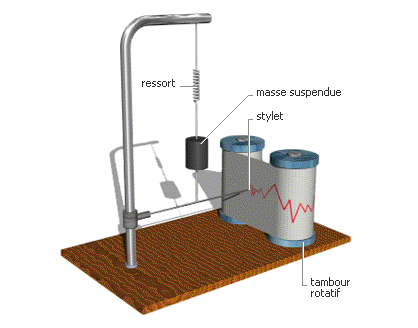 ressort
masse suspendue
stylet
tambour
rotatif